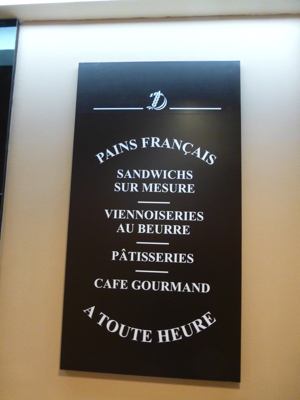 PAINS FRANÇAIS
SANDWICHS
SUR MESURE
VIENNOISERIES
AU BEURRE
PÂTISSERIES
CAFE GOURMAND
A TOUTE HEURE